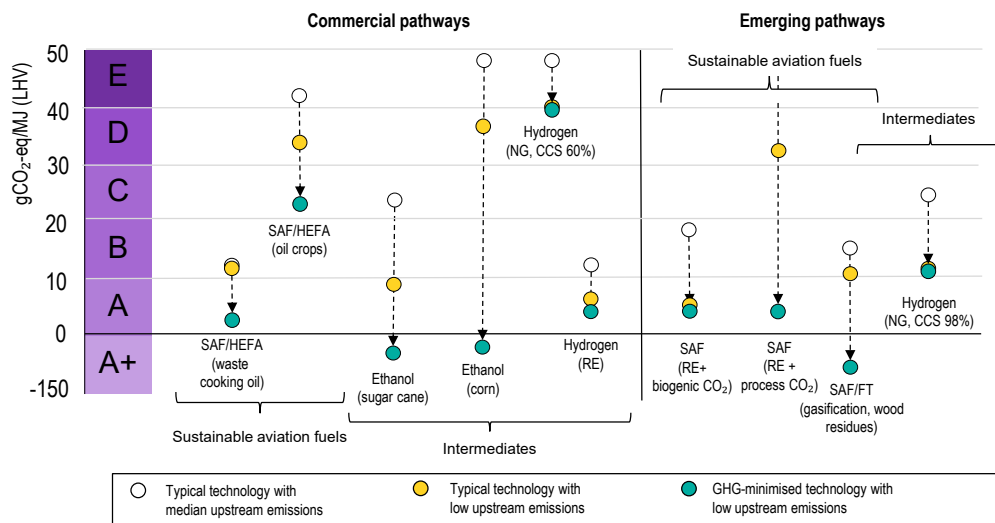 Commercial pathways
Emerging pathways
gCO₂-eq/MJ (LHV)
50
40
30
20
10
0
-150
E
D
C
B
A
A+
SAF/HEFA
(waste
cooking oil)
SAF/HEFA
(oil crops)
Ethanol
(sugar cane)
Ethanol
(corn)
Hydrogen
(NG, CCS 60%)
Hydrogen
(RE)
Sustainable aviation fuels
Intermediates
Sustainable aviation fuels
Intermediates
SAF
(RE+
biogenic CO₂)
SAF
(RE +
process CO₂)
SAF/FT
(gasification, wood
residues)
Hydrogen
(NG, CCS 98%)
Typical technology with
median upstream emissions
Typical technology with
low upstream emissions
GHG-minimised technology with
low upstream emissions